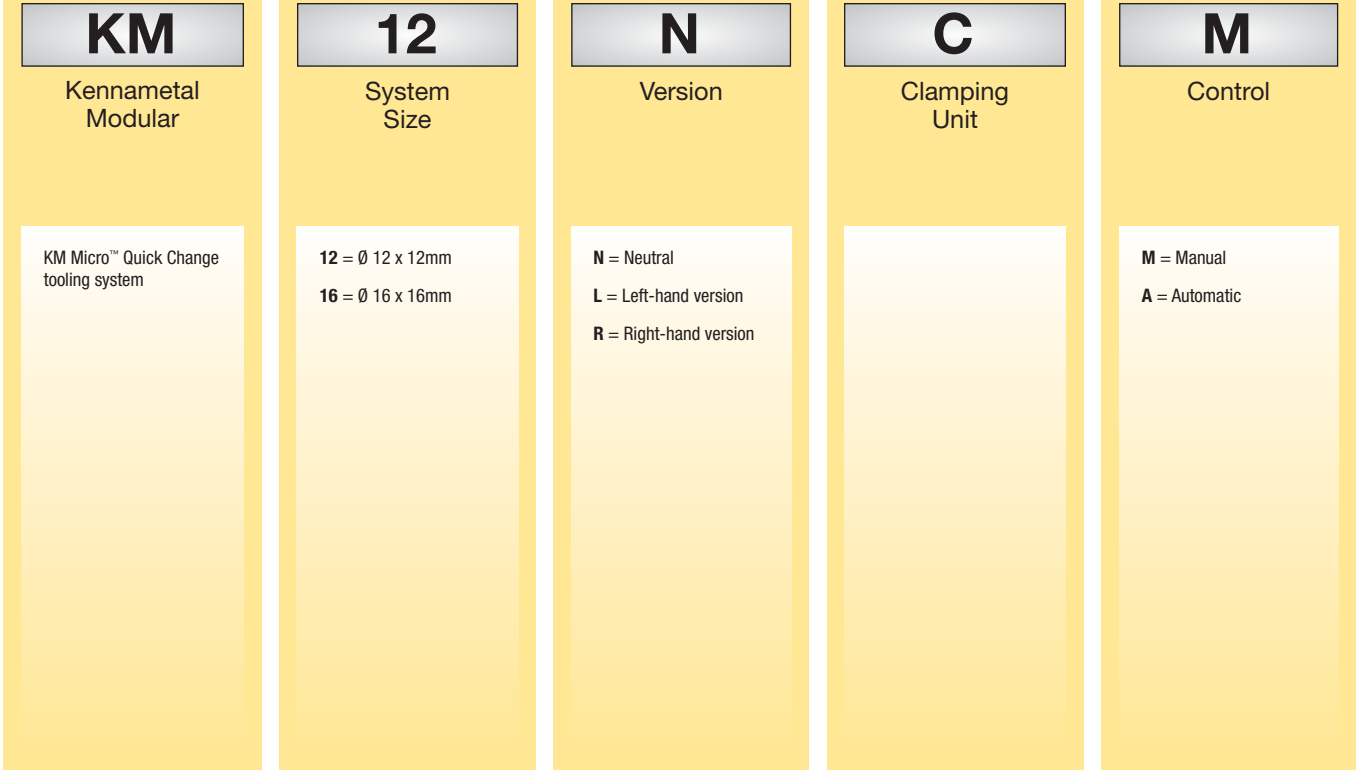 KM
Kennametal
Modular
KM Micro™ Quick Change
tooling system
12
System
Size
12 = Ø 12 x 12mm
16 = Ø 16 x 16mm
N
Version
N = Neutral
L = Left-hand version
R = Right-hand version
C
Clamping
Unit
M
Control
M = Manual
A = Automatic